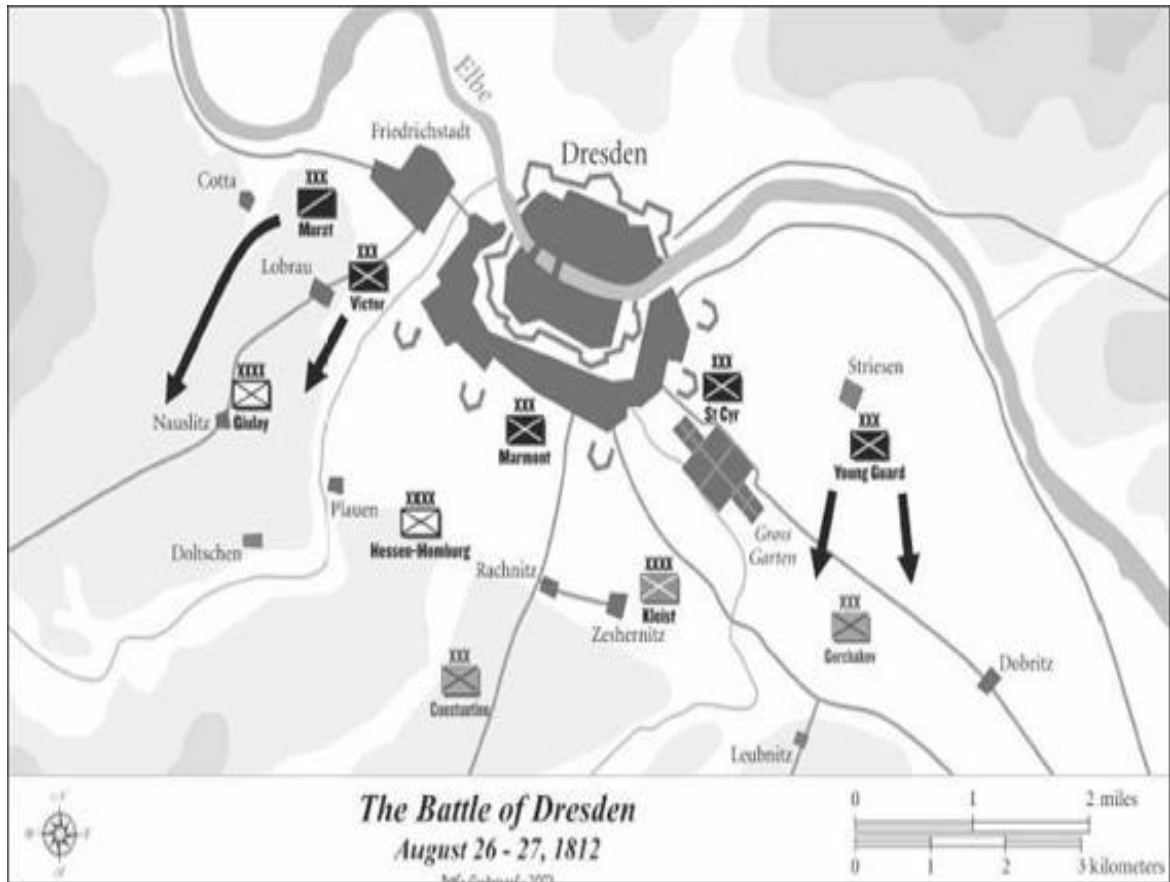 Elbe
Friedrichstadt
Dresden
Cotta
XXX
Murzt
Lobrau
XXX
Victor
XXXX
Giulay
Nauslitz
XXX
St Cyr
Striesen
XXX
Marmont
XXX
Young Guard
Plauen
XXXX
Hessen-Homburg
Doltschen
Gross
Garten
Rachnitz
XXXX
Kleist
Zeshernitz
XXX
Gorchakov
Dobritz
XXX
Constantine
Leubnitz
The Battle of Dresden
August 26 - 27, 1812
0 1 2 miles
0 1 2 3 kilometers